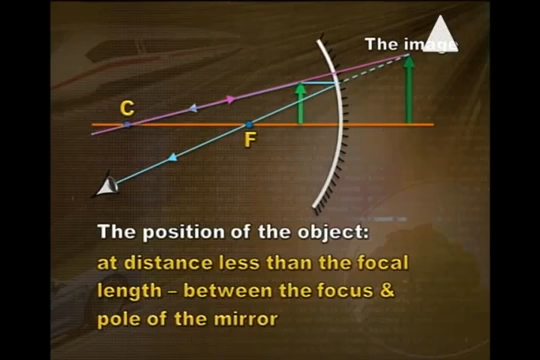 The image
C
F
The position of the object:
at distance less than the focal
length – between the focus &
pole of the mirror